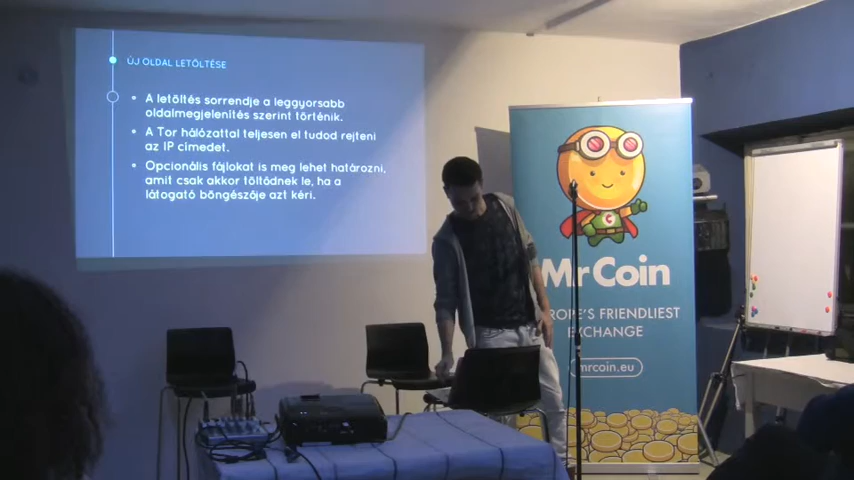 ÚJ OLDAL LETÖLTÉSE
A letöltés sorrendje a leggyorsabb
oldalmegjelenítés szerint történik.
A Tor hálózattal teljesen el tudod rejteni
az IP címedet.
Opcionális fájlokat is meg lehet határozni,
amit csak akkor töltődnek le, ha a
látogató böngészője azt kéri.
MrCoin
ROPE'S FRIENDLIEST
EXCHANGE
mrcoin.eu